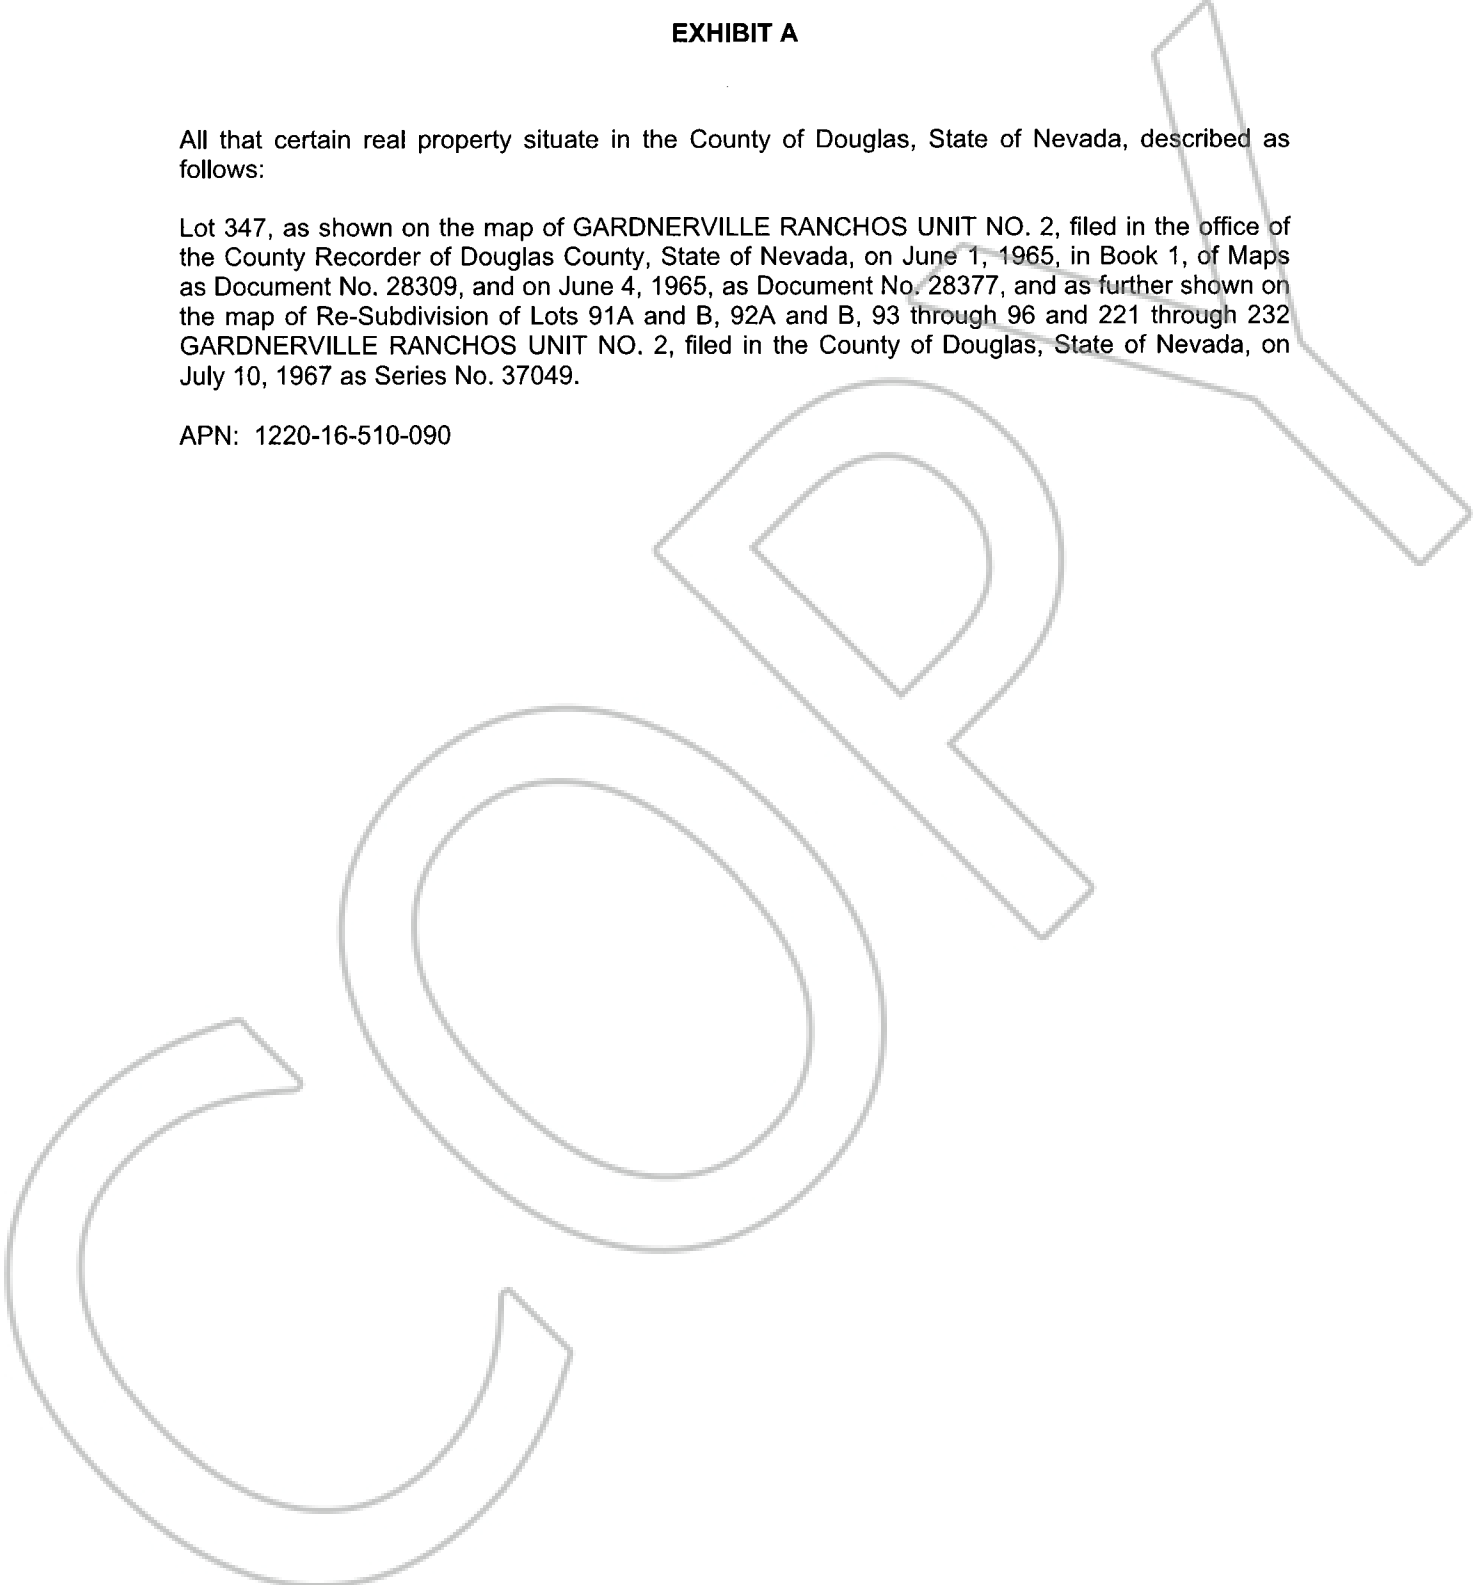 EXHIBIT A
All that certain real property situate in the County of Douglas, State of Nevada, described as
follows:
Lot 347, as shown on the map of GARDNERVILLE RANCHOS UNIT NO. 2, filed in the office of
the County Recorder of Douglas County, State of Nevada, on June 1, 1965, in Book 1, of Maps
as Document No. 28309, and on June 4, 1965, as Document No. 28377, and as further shown on
the map of Re-Subdivision of Lots 91A and B, 92A and B, 93 through 96 and 221 through 232
GARDNERVILLE RANCHOS UNIT NO. 2, filed in the County of Douglas, State of Nevada, on
July 10, 1967 as Series No. 37049.
APN: 1220-16-510-090
COPY